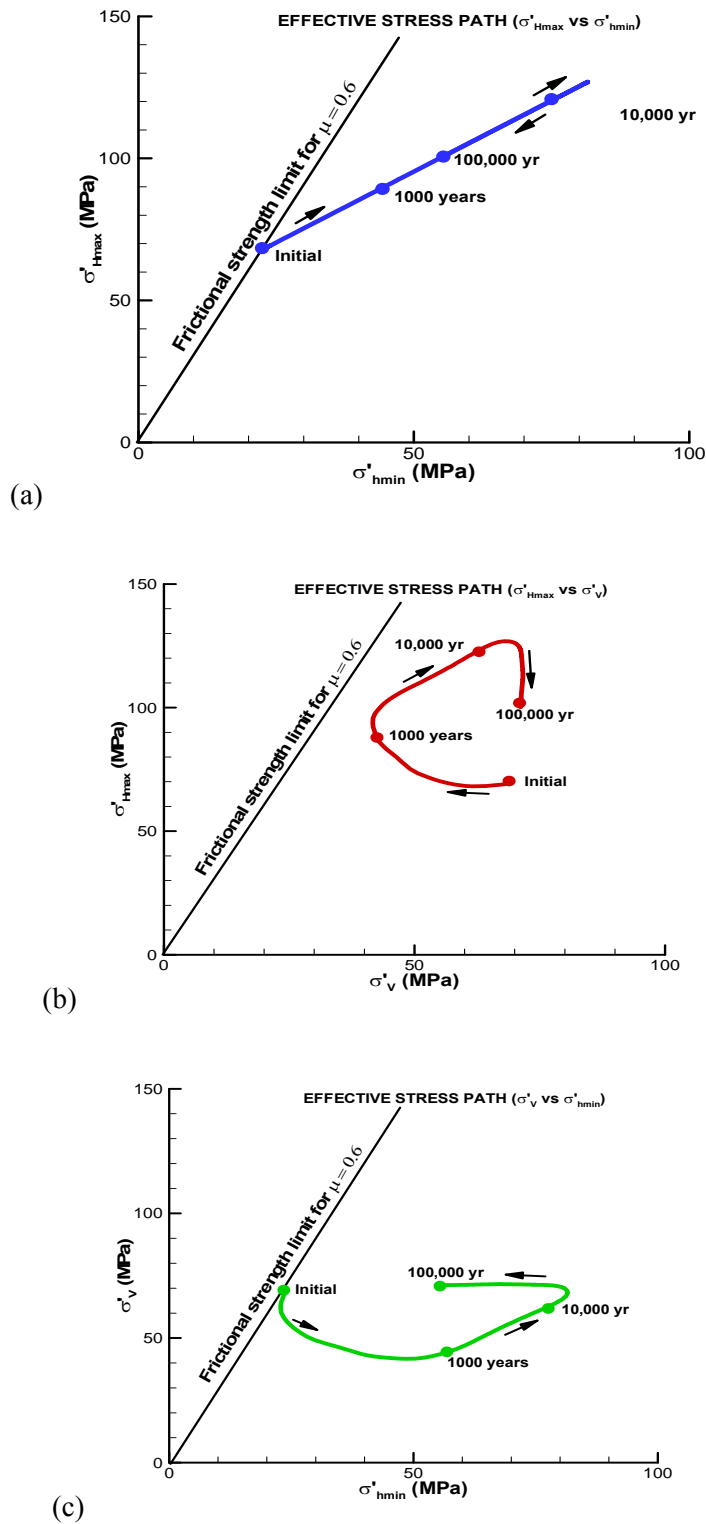 EFFECTIVE STRESS PATH (σ'Hmax vs σ'hmin)
150
100
50
0
σ'Hmax (MPa)
Frictional strength limit for μ = 0.6
10,000 yr
100,000 yr
1000 years
Initial
0
50
100
σ'hmin (MPa)
(a)
EFFECTIVE STRESS PATH (σ'Hmax vs σ'V)
150
100
50
0
σ'Hmax (MPa)
Frictional strength limit for μ = 0.6
10,000 yr
100,000 yr
1000 years
Initial
0
50
100
σ'V (MPa)
(b)
EFFECTIVE STRESS PATH (σ'V vs σ'hmin)
150
100
50
0
σ'V (MPa)
Frictional strength limit for μ = 0.6
100,000 yr
Initial
10,000 yr
1000 years
0
50
100
σ'hmin (MPa)
(c)